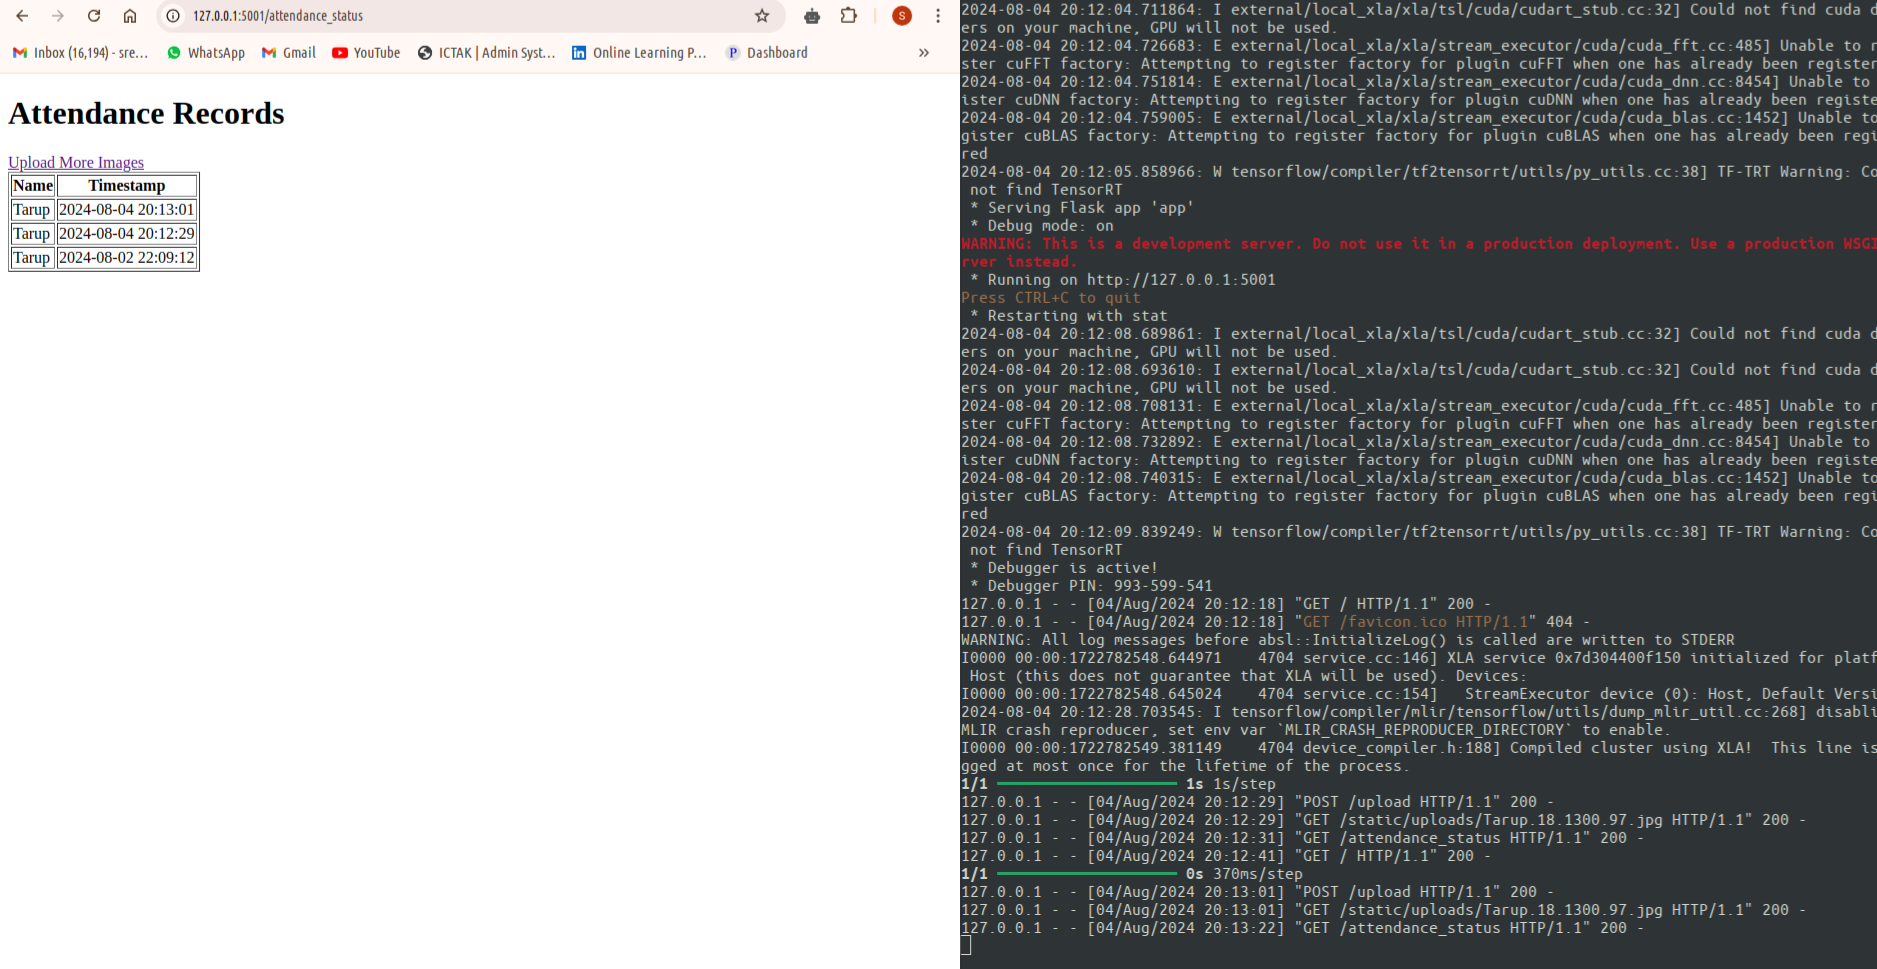 127.0.0.1:5001/attendance_status
S
Inbox (16,194) - sre...
WhatsApp
Gmail
YouTube
ICTAK | Admin Syst...
Online Learning P...
Dashboard
Attendance Records
Upload More Images
Name Timestamp
Tarup 2024-08-04 20:13:01
Tarup 2024-08-04 20:12:29
Tarup 2024-08-02 22:09:12
2024-08-04 20:12:04.711864: I external/local_xla/xla/tsl/cuda/cudart_stub.cc:32] Could not find cuda d
ers on your machine, GPU will not be used.
2024-08-04 20:12:04.726683: E external/local_xla/xla/stream_executor/cuda/cuda_fft.cc:485] Unable to r
ster cuFFT factory: Attempting to register factory for plugin cuFFT when one has already been register
2024-08-04 20:12:04.751814: E external/local_xla/xla/stream_executor/cuda/cuda_dnn.cc:8454] Unable to
ister cuDNN factory: Attempting to register factory for plugin cuDNN when one has already been registe
2024-08-04 20:12:04.759005: E external/local_xla/xla/stream_executor/cuda/cuda_blas.cc:1452] Unable to
gister cuBLAS factory: Attempting to register factory for plugin cuBLAS when one has already been regi
red
2024-08-04 20:12:05.858966: W tensorflow/compiler/tf2tensorrt/utils/py_utils.cc:38] TF-TRT Warning: Co
not find TensorRT
* Serving Flask app 'app'
* Debug mode: on
WARNING: This is a development server. Do not use it in a production deployment. Use a production WSGI
rver instead.
* Running on http://127.0.0.1:5001
Press CTRL+C to quit
* Restarting with stat
2024-08-04 20:12:08.689861: I external/local_xla/xla/tsl/cuda/cudart_stub.cc:32] Could not find cuda d
ers on your machine, GPU will not be used.
2024-08-04 20:12:08.693610: I external/local_xla/xla/tsl/cuda/cudart_stub.cc:32] Could not find cuda d
ers on your machine, GPU will not be used.
2024-08-04 20:12:08.708131: E external/local_xla/xla/stream_executor/cuda/cuda_fft.cc:485] Unable to r
ster cuFFT factory: Attempting to register factory for plugin cuFFT when one has already been register
2024-08-04 20:12:08.732892: E external/local_xla/xla/stream_executor/cuda/cuda_dnn.cc:8454] Unable to
ister cuDNN factory: Attempting to register factory for plugin cuDNN when one has already been registe
2024-08-04 20:12:08.740315: E external/local_xla/xla/stream_executor/cuda/cuda_blas.cc:1452] Unable to
gister cuBLAS factory: Attempting to register factory for plugin cuBLAS when one has already been regi
red
2024-08-04 20:12:09.839249: W tensorflow/compiler/tf2tensorrt/utils/py_utils.cc:38] TF-TRT Warning: Co
not find TensorRT
* Debugger is active!
* Debugger PIN: 993-599-541
127.0.0.1 - - [04/Aug/2024 20:12:18] "GET / HTTP/1.1" 200 -
127.0.0.1 - - [04/Aug/2024 20:12:18] "GET /favicon.ico HTTP/1.1" 404 -
WARNING: All log messages before absl::InitializeLog() is called are written to STDERR
I0000 00:00:1722782548.644971    4704 service.cc:146] XLA service 0x7d304400f150 initialized for platf
Host (this does not guarantee that XLA will be used). Devices:
I0000 00:00:1722782548.645024    4704 service.cc:154]   StreamExecutor device (0): Host, Default Versi
2024-08-04 20:12:28.703545: I tensorflow/compiler/mlir/tensorflow/utils/dump_mlir_util.cc:268] disabli
MLIR crash reproducer, set env var `MLIR_CRASH_REPRODUCER_DIRECTORY` to enable.
I0000 00:00:1722782549.381149    4704 device_compiler.h:188] Compiled cluster using XLA!  This line is
gged at most once for the lifetime of the process.
1/1 1s 1s/step
127.0.0.1 - - [04/Aug/2024 20:12:29] "POST /upload HTTP/1.1" 200 -
127.0.0.1 - - [04/Aug/2024 20:12:29] "GET /static/uploads/Tarup.18.1300.97.jpg HTTP/1.1" 200 -
127.0.0.1 - - [04/Aug/2024 20:12:31] "GET /attendance_status HTTP/1.1" 200 -
127.0.0.1 - - [04/Aug/2024 20:12:41] "GET / HTTP/1.1" 200 -
1/1 0s 370ms/step
127.0.0.1 - - [04/Aug/2024 20:13:01] "POST /upload HTTP/1.1" 200 -
127.0.0.1 - - [04/Aug/2024 20:13:01] "GET /static/uploads/Tarup.18.1300.97.jpg HTTP/1.1" 200 -
127.0.0.1 - - [04/Aug/2024 20:13:22] "GET /attendance_status HTTP/1.1" 200 -